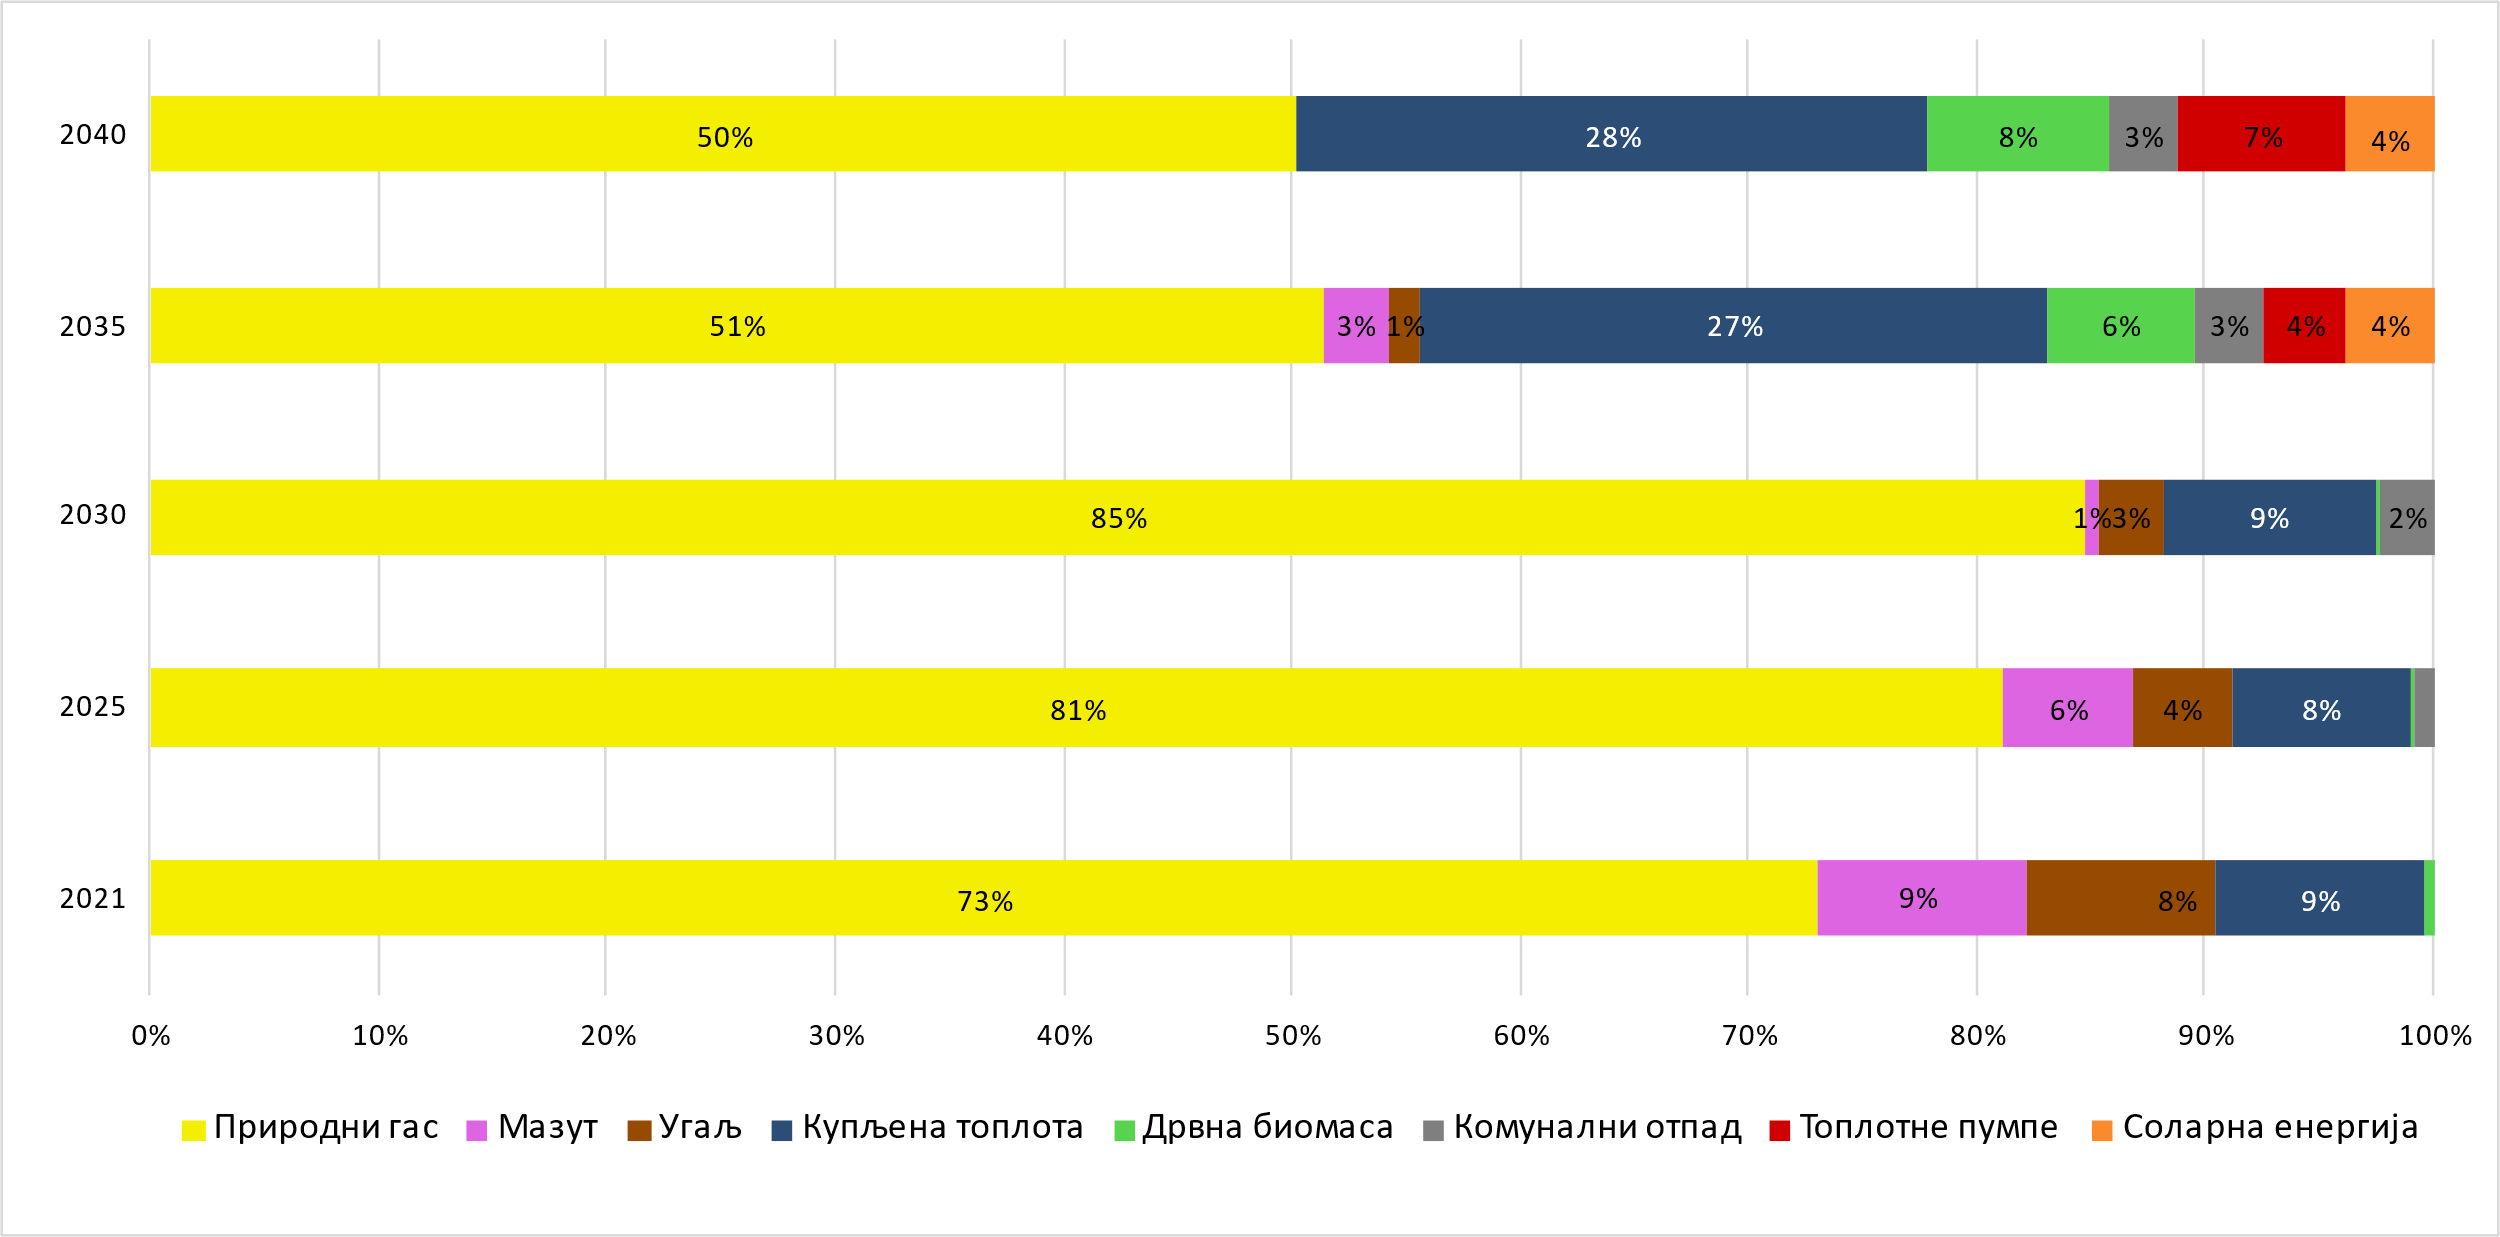 2040 50% 28% 8% 3% 7% 4%
2035 51% 3% 1% 27% 6% 3% 4% 4%
2030 85% 1% 3% 9% 2%
2025 81% 6% 4% 8%
2021 73% 9% 8% 9%
0% 10% 20% 30% 40% 50% 60% 70% 80% 90% 100%
Природни гас Мазут Угаљ Купљена топлота Дрвна биомаса Комунални отпад Топлотне пумпе Соларна енергија